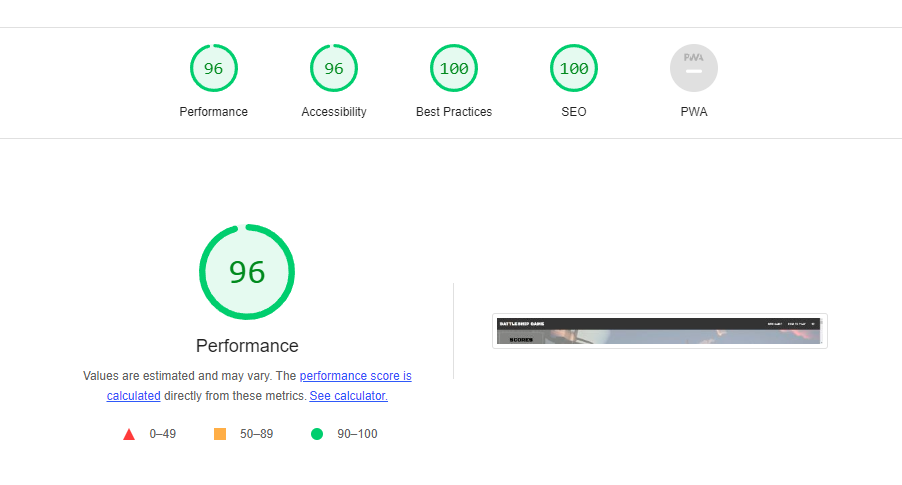 96 96 100 100 PWA
Performance Accessibility Best Practices SEO PWA
96
Performance
Values are estimated and may vary. The performance score is
calculated directly from these metrics. See calculator.
0–49 50–89 90–100
BATTLESHIP GAME
SCORES